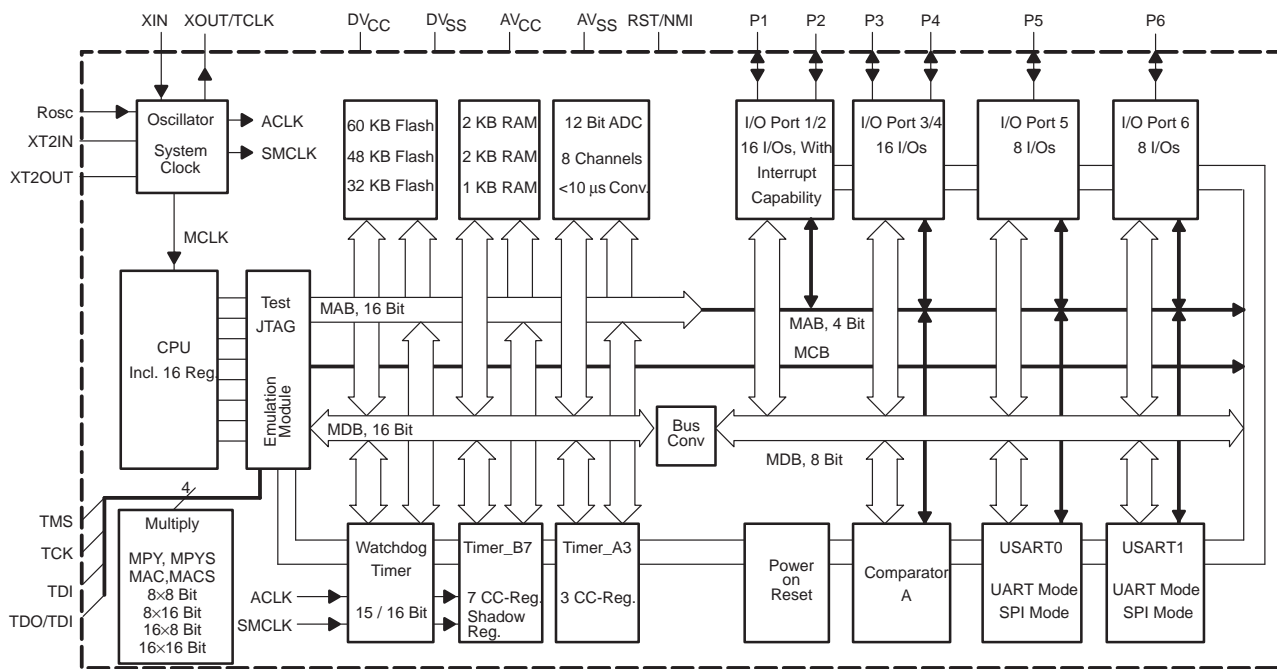 XIN
XOUT/TCLK
DVCC
DVSS
AVCC
AVSS
RST/NMI
P1
P2
P3
P4
P5
P6
Rosc
XT2IN
XT2OUT
Oscillator
System
Clock
ACLK
SMCLK
MCLK
60 KB Flash
48 KB Flash
32 KB Flash
2 KB RAM
2 KB RAM
1 KB RAM
12 Bit ADC
8 Channels
<10 μs Conv.
I/O Port 1/2
16 I/Os, With
Interrupt
Capability
I/O Port 3/4
16 I/Os
I/O Port 5
8 I/Os
I/O Port 6
8 I/Os
CPU
Incl. 16 Reg.
Test
JTAG
Emulation
Module
MAB, 16 Bit
MAB, 4 Bit
MCB
MDB, 16 Bit
Bus
Conv
MDB, 8 Bit
TMS
TCK
TDI
TDO/TDI
4
Multiply
MPY, MPYS
MAC,MACS
8×8 Bit
8×16 Bit
16×8 Bit
16×16 Bit
ACLK
SMCLK
Watchdog
Timer
15 / 16 Bit
Timer_B7
7 CC-Reg.
Shadow
Reg.
Timer_A3
3 CC-Reg.
Power
on
Reset
Comparator
A
USART0
UART Mode
SPI Mode
USART1
UART Mode
SPI Mode